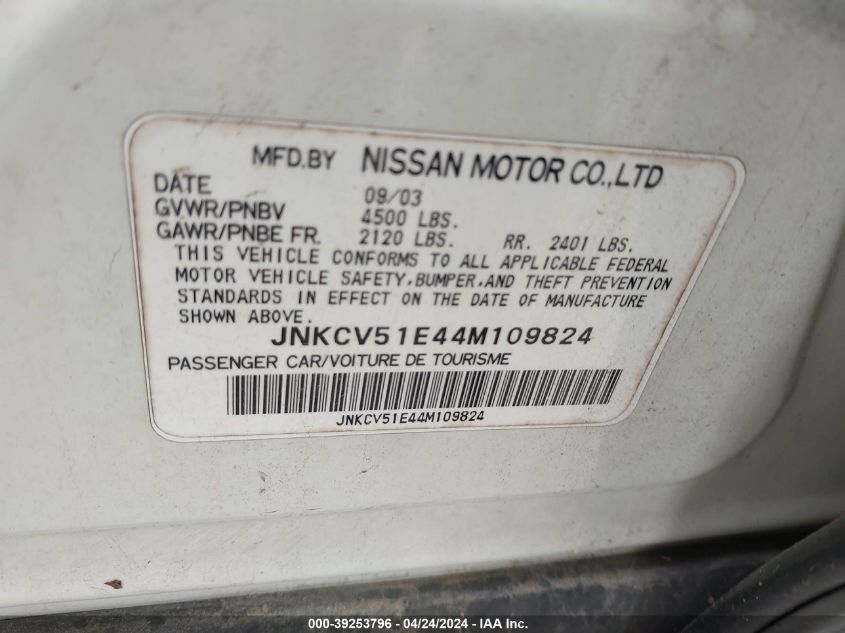 MFD.BY NISSAN MOTOR CO.,LTD
DATE 09/03
GVWR/PNBV 4500 LBS.
GAWR/PNBE FR. 2120 LBS. RR. 2401 LBS.
THIS VEHICLE CONFORMS TO ALL APPLICABLE FEDERAL
MOTOR VEHICLE SAFETY,BUMPER,AND THEFT PREVENTION
STANDARDS IN EFFECT ON THE DATE OF MANUFACTURE
SHOWN ABOVE. JNKCV51E44M109824
PASSENGER CAR/VOITURE DE TOURISME
JNKCV51E44M109824
000-39253796 - 04/24/2024 - IAA Inc.